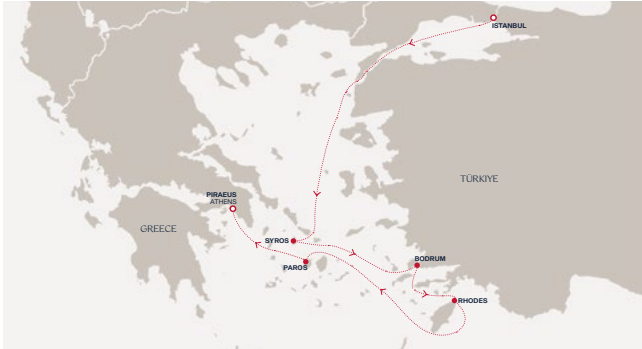 ISTANBUL
TÜRKIYE
PIRAEUS
ATHENS
GREECE
SYROS
PAROS
BODRUM
RHODES